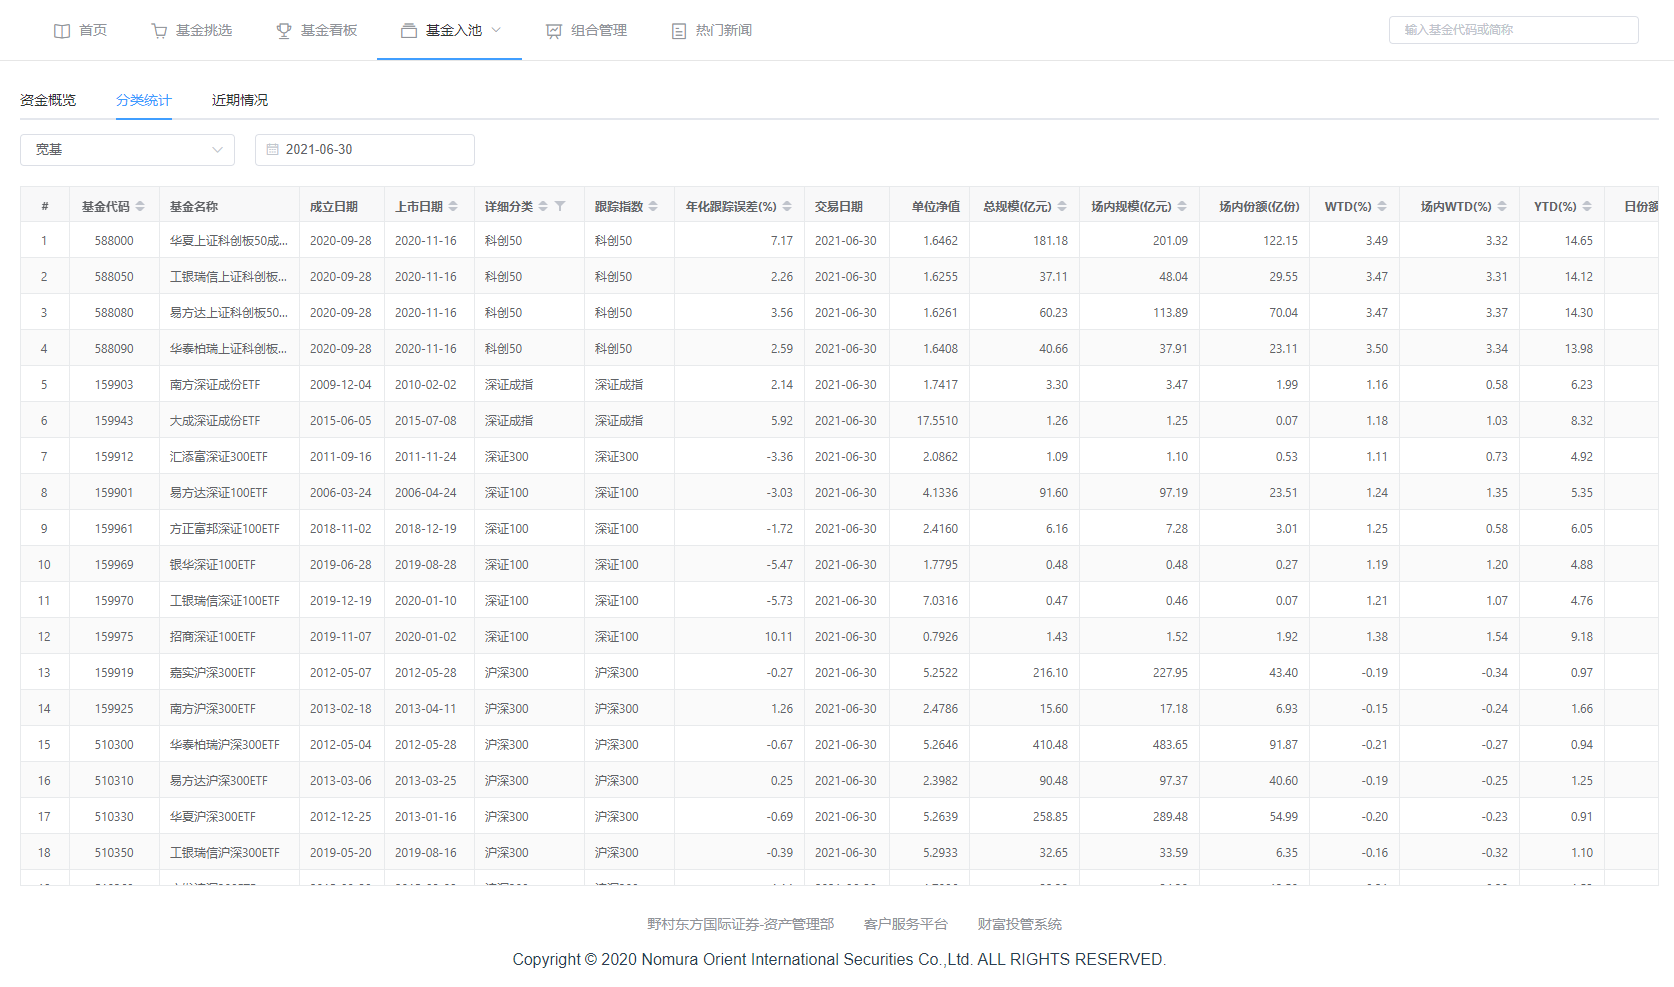 首页 基金挑选 基金看板 基金入池 组合管理 热门新闻 输入基金代码或简称
资金概览 分类统计 近期情况
宽基 2021-06-30
# 基金代码 基金名称 成立日期 上市日期 详细分类 跟踪指数 年化跟踪误差(%) 交易日期 单位净值 总规模(亿元) 场内规模(亿元) 场内份额(亿份) WTD(%) 场内WTD(%) YTD(%) 日份额
1 588000 华夏上证科创板50成... 2020-09-28 2020-11-16 科创50 科创50 7.17 2021-06-30 1.6462 181.18 201.09 122.15 3.49 3.32 14.65
2 588050 工银瑞信上证科创板... 2020-09-28 2020-11-16 科创50 科创50 2.26 2021-06-30 1.6255 37.11 48.04 29.55 3.47 3.31 14.12
3 588080 易方达上证科创板50... 2020-09-28 2020-11-16 科创50 科创50 3.56 2021-06-30 1.6261 60.23 113.89 70.04 3.47 3.37 14.30
4 588090 华泰柏瑞上证科创板... 2020-09-28 2020-11-16 科创50 科创50 2.59 2021-06-30 1.6408 40.66 37.91 23.11 3.50 3.34 13.98
5 159903 南方深证成份ETF 2009-12-04 2010-02-02 深证成指 深证成指 2.14 2021-06-30 1.7417 3.30 3.47 1.99 1.16 0.58 6.23
6 159943 大成深证成份ETF 2015-06-05 2015-07-08 深证成指 深证成指 5.92 2021-06-30 17.5510 1.26 1.25 0.07 1.18 1.03 8.32
7 159912 汇添富深证300ETF 2011-09-16 2011-11-24 深证300 深证300 -3.36 2021-06-30 2.0862 1.09 1.10 0.53 1.11 0.73 4.92
8 159901 易方达深证100ETF 2006-03-24 2006-04-24 深证100 深证100 -3.03 2021-06-30 4.1336 91.60 97.19 23.51 1.24 1.35 5.35
9 159961 方正富邦深证100ETF 2018-11-02 2018-12-19 深证100 深证100 -1.72 2021-06-30 2.4160 6.16 7.28 3.01 1.25 0.58 6.05
10 159969 银华深证100ETF 2019-06-28 2019-08-28 深证100 深证100 -5.47 2021-06-30 1.7795 0.48 0.48 0.27 1.19 1.20 4.88
11 159970 工银瑞信深证100ETF 2019-12-19 2020-01-10 深证100 深证100 -5.73 2021-06-30 7.0316 0.47 0.46 0.07 1.21 1.07 4.76
12 159975 招商深证100ETF 2019-11-07 2020-01-02 深证100 深证100 10.11 2021-06-30 0.7926 1.43 1.52 1.92 1.38 1.54 9.18
13 159919 嘉实沪深300ETF 2012-05-07 2012-05-28 沪深300 沪深300 -0.27 2021-06-30 5.2522 216.10 227.95 43.40 -0.19 -0.34 0.97
14 159925 南方沪深300ETF 2013-02-18 2013-04-11 沪深300 沪深300 1.26 2021-06-30 2.4786 15.60 17.18 6.93 -0.15 -0.24 1.66
15 510300 华泰柏瑞沪深300ETF 2012-05-04 2012-05-28 沪深300 沪深300 -0.67 2021-06-30 5.2646 410.48 483.65 91.87 -0.21 -0.27 0.94
16 510310 易方达沪深300ETF 2013-03-06 2013-03-25 沪深300 沪深300 0.25 2021-06-30 2.3982 90.48 97.37 40.60 -0.19 -0.25 1.25
17 510330 华夏沪深300ETF 2012-12-25 2013-01-16 沪深300 沪深300 -0.69 2021-06-30 5.2639 258.85 289.48 54.99 -0.20 -0.23 0.91
18 510350 工银瑞信沪深300ETF 2019-05-20 2019-08-16 沪深300 沪深300 -0.39 2021-06-30 5.2933 32.65 33.59 6.35 -0.16 -0.32 1.10
野村东方国际证券-资产管理部 客户服务平台 财富投管系统
Copyright © 2020 Nomura Orient International Securities Co.,Ltd. ALL RIGHTS RESERVED.